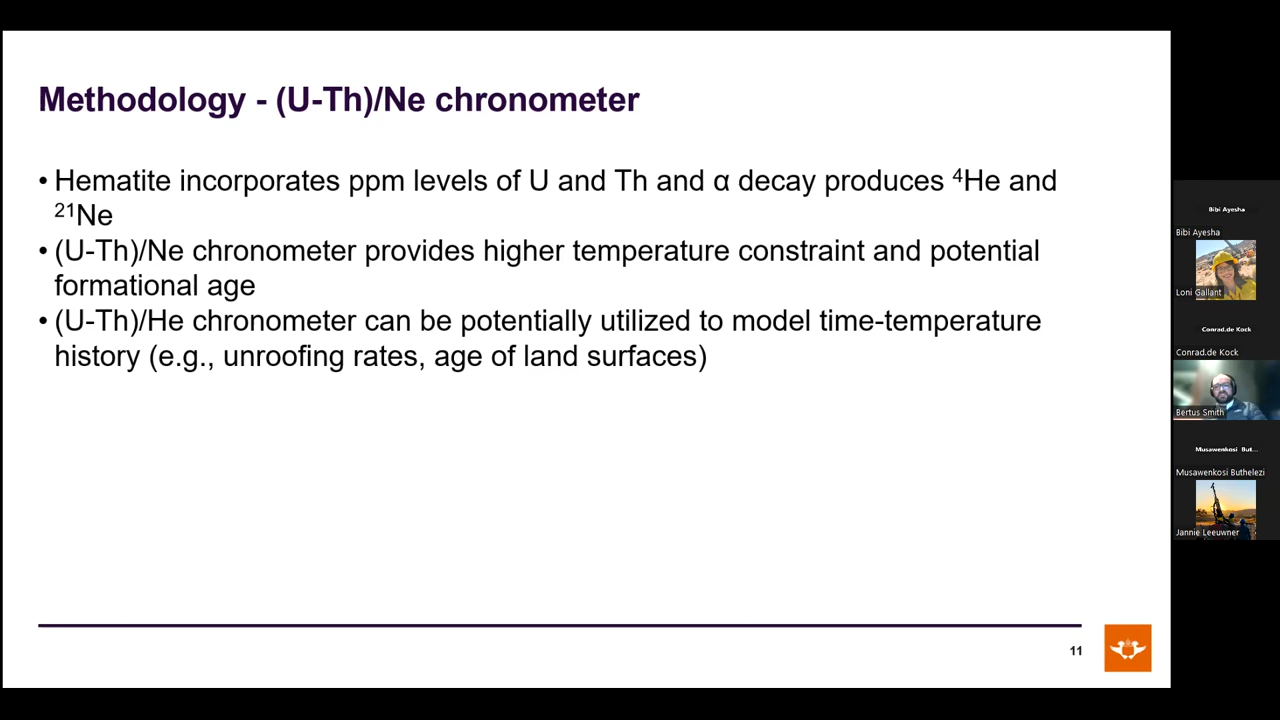 Methodology - (U-Th)/Ne chronometer
• Hematite incorporates ppm levels of U and Th and α decay produces ⁴He and
²¹Ne
• (U-Th)/Ne chronometer provides higher temperature constraint and potential
formational age
• (U-Th)/He chronometer can be potentially utilized to model time-temperature
history (e.g., unroofing rates, age of land surfaces)
11
Bibi Ayesha
Bibi Ayesha
Loni Gallant
Conrad.de Kock
Conrad.de Kock
Bertus Smith
Musawenkosi But...
Musawenkosi Buthelezi
Jannie Leeuwner